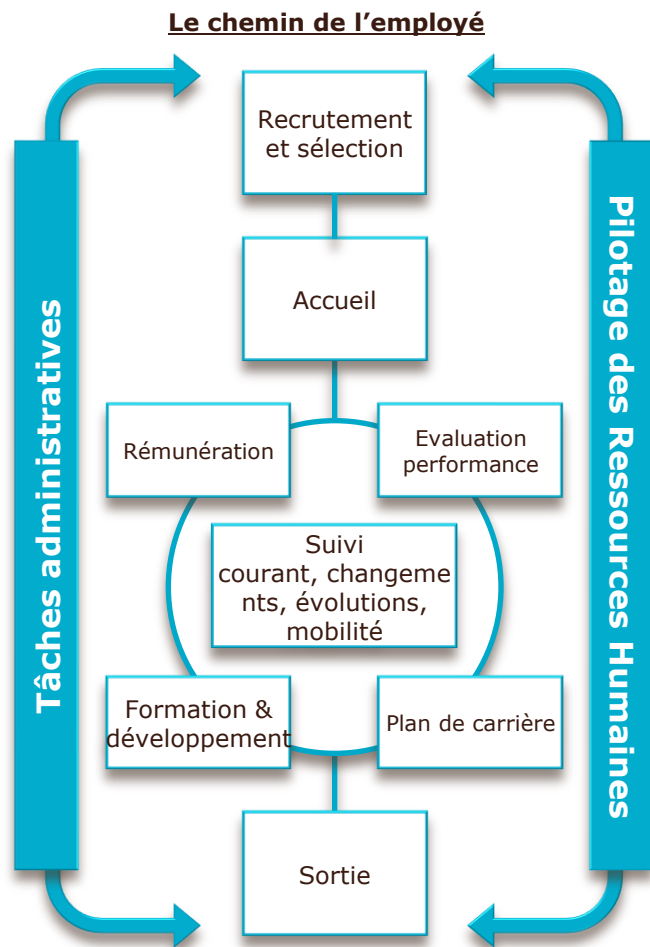 Le chemin de l'employé
Recrutement
et sélection
Accueil
Rémunération
Evaluation
performance
Suivi
courant, changeme
nts, évolutions,
mobilité
Formation &
développement
Plan de carrière
Sortie
Tâches administratives
Pilotage des Ressources Humaines